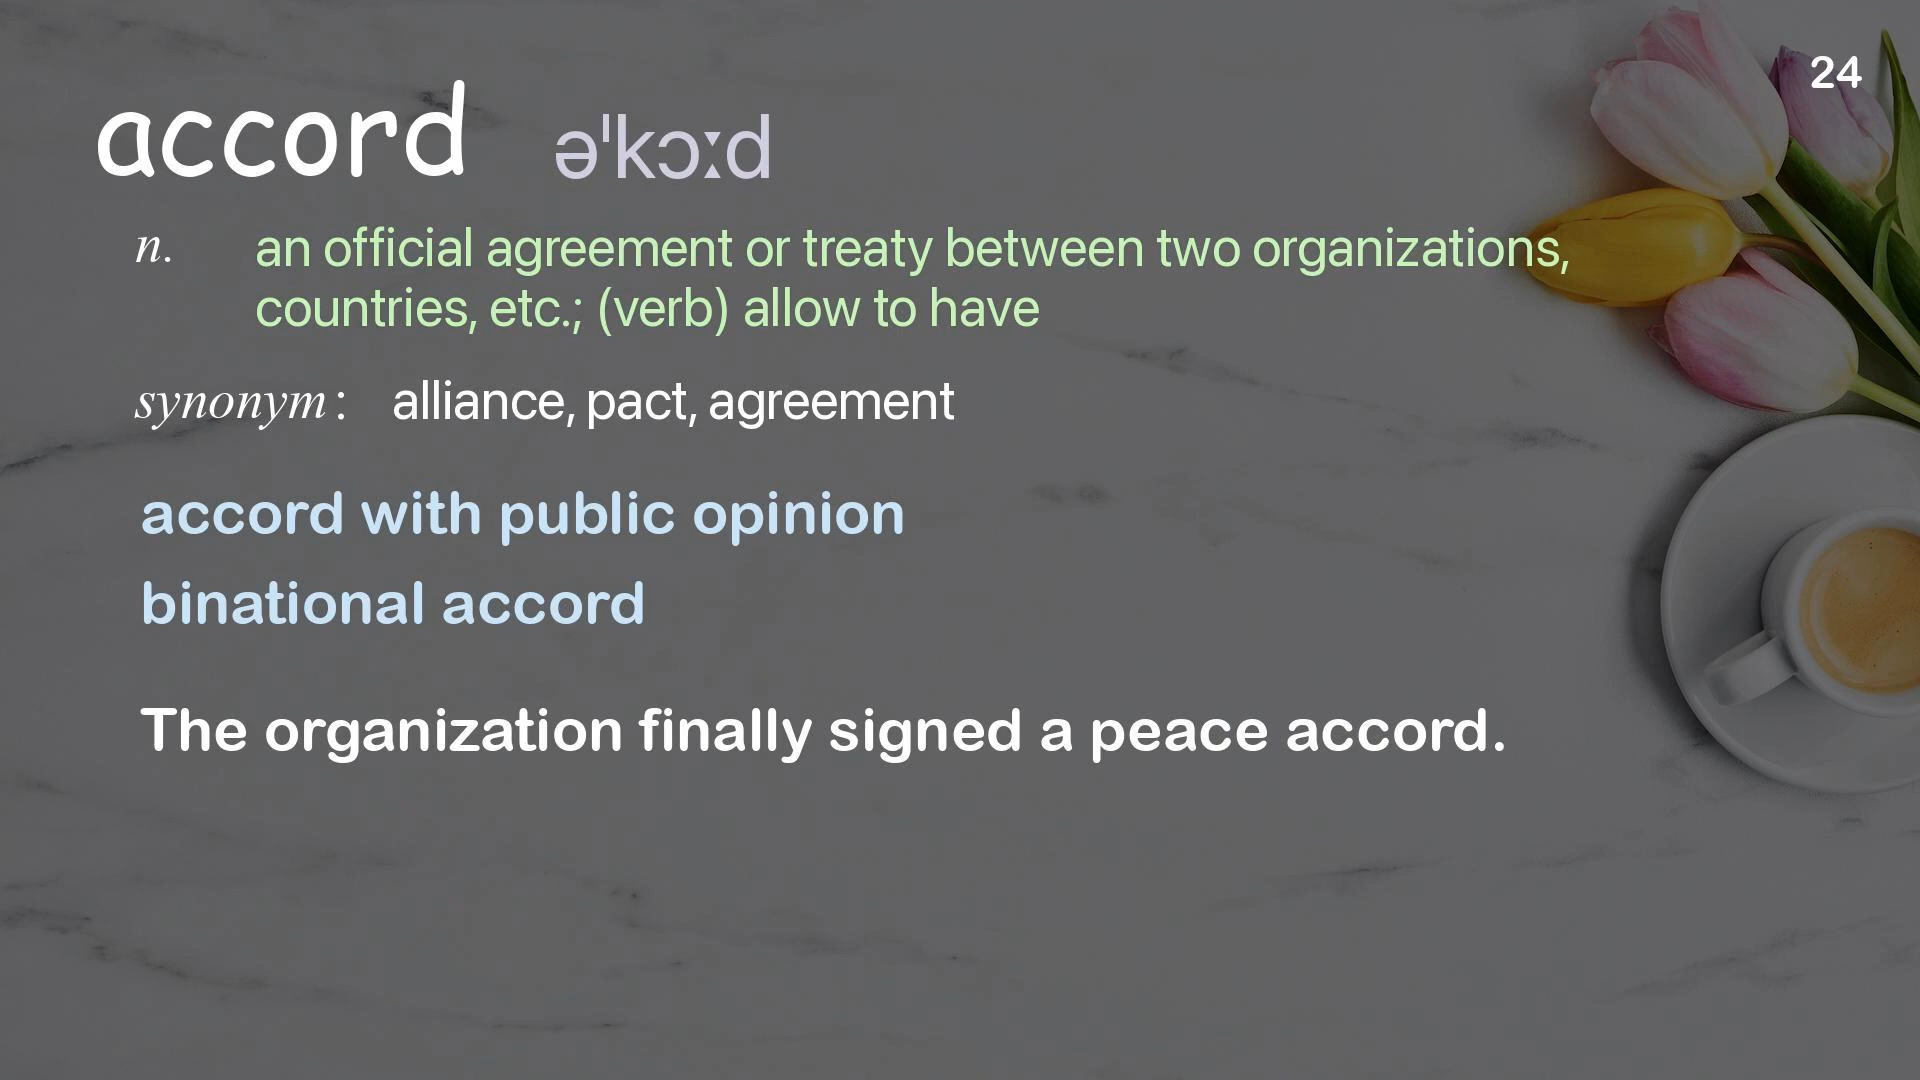 24
accord əˈkɔːd
n. an official agreement or treaty between two organizations,
countries, etc.; (verb) allow to have
synonym: alliance, pact, agreement
accord with public opinion
binational accord
The organization finally signed a peace accord.